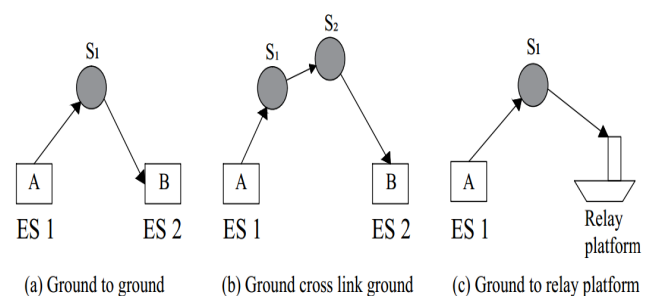 S₁
A
B
ES 1
ES 2
(a) Ground to ground
S₁
S₂
A
B
ES 1
ES 2
(b) Ground cross link ground
S₁
A
ES 1
Relay
platform
(c) Ground to relay platform